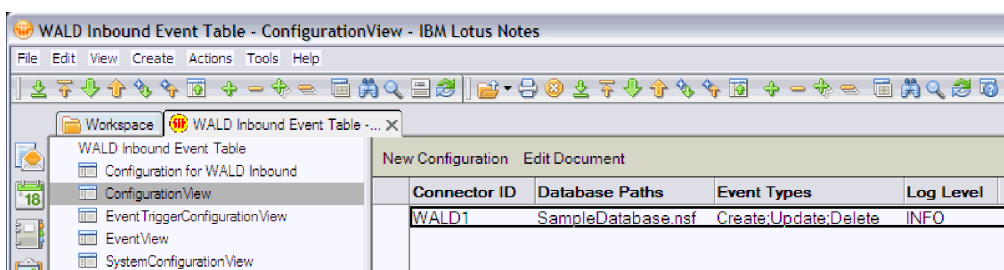 WALD Inbound Event Table - ConfigurationView - IBM Lotus Notes
File Edit View Create Actions Tools Help
Workspace WALD Inbound Event Table -...
WALD Inbound Event Table
New Configuration Edit Document
Configuration for WALD Inbound
18 ConfigurationView
Connector ID Database Paths Event Types Log Level
EventTriggerConfigurationView
WALD1 SampleDatabase.nsf Create;Update;Delete INFO
EventView
SystemConfigurationView